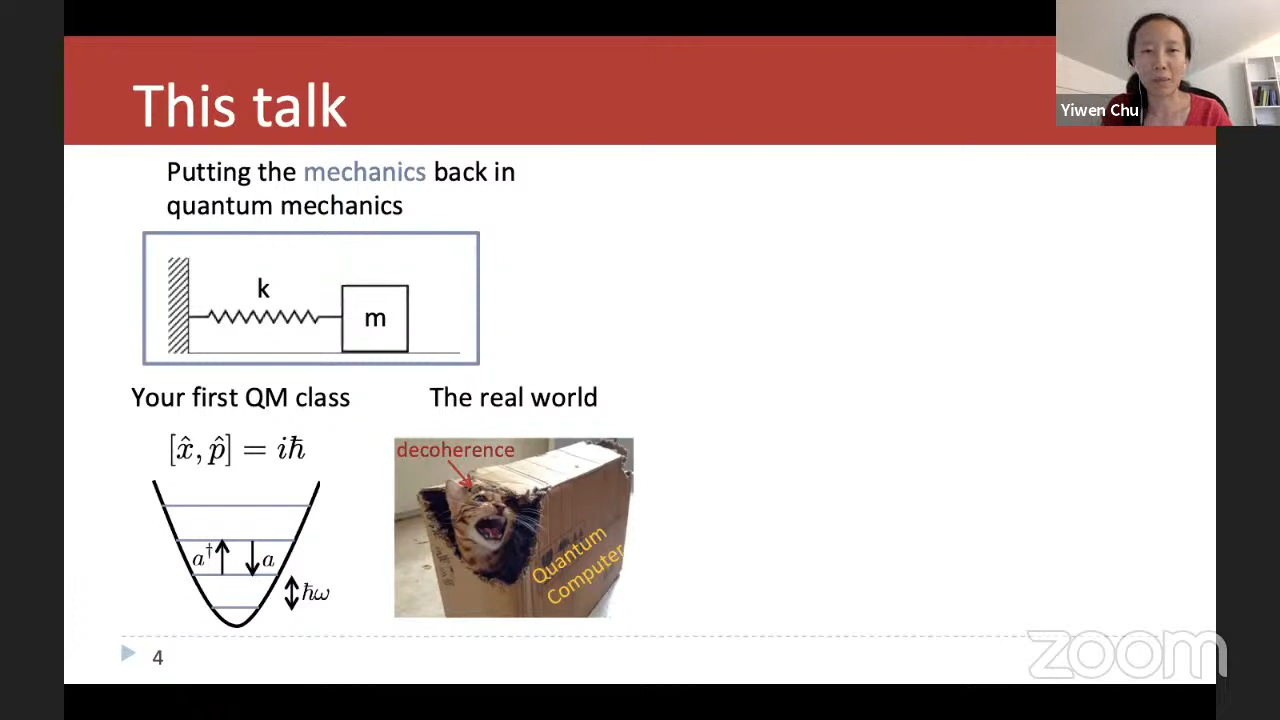 This talk
Yiwen Chu
Putting the mechanics back in
quantum mechanics
k
m
Your first QM class
The real world
[x̂, p̂] = iħ
a† a
ħω
decoherence
Quantum
Computer
4
zoom